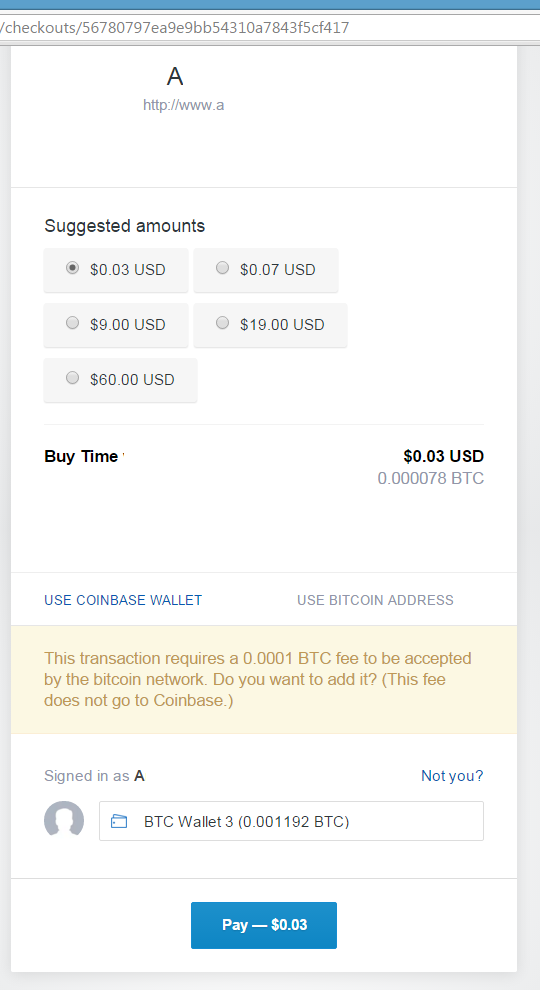 /checkouts/56780797ea9e9bb54310a7843f5cf417
A
http://www.a
Suggested amounts
$0.03 USD $0.07 USD
$9.00 USD $19.00 USD
$60.00 USD
Buy Time $0.03 USD
0.000078 BTC
USE COINBASE WALLET USE BITCOIN ADDRESS
This transaction requires a 0.0001 BTC fee to be accepted
by the bitcoin network. Do you want to add it? (This fee
does not go to Coinbase.)
Signed in as A Not you?
BTC Wallet 3 (0.001192 BTC)
Pay — $0.03